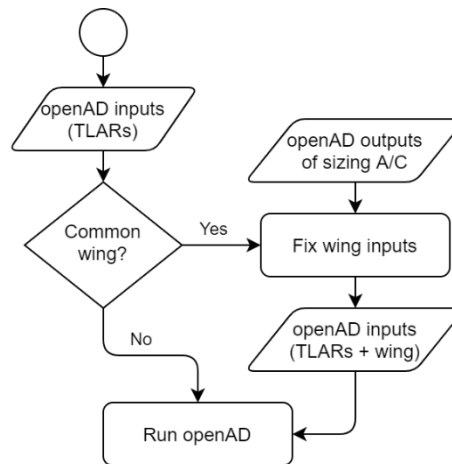 openAD inputs
(TLARs)
openAD outputs
of sizing A/C
Common
wing?
Yes
Fix wing inputs
No
openAD inputs
(TLARs + wing)
Run openAD